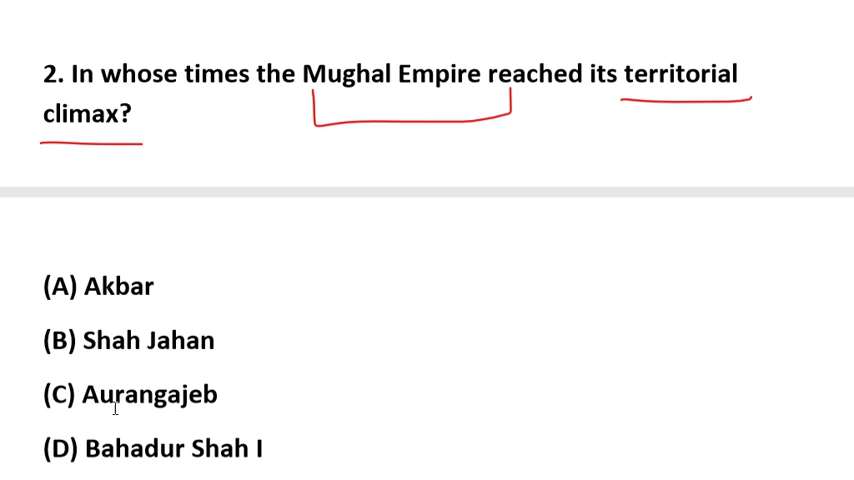 2. In whose times the Mughal Empire reached its territorial
climax?
(A) Akbar
(B) Shah Jahan
(C) Aurangajeb
(D) Bahadur Shah I